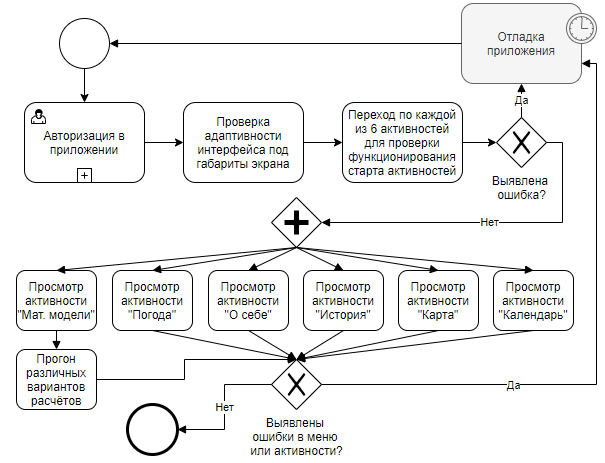 Отладка
приложения
Авторизация в
приложении
Проверка
адаптивности
интерфейса под
габариты экрана
Переход по каждой
из 6 активностей
для проверки
функционирования
старта активностей
Да
Выявлена
ошибка?
Нет
Просмотр
активности
"Мат. модели"
Просмотр
активности
"Погода"
Просмотр
активности
"О себе"
Просмотр
активности
"История"
Просмотр
активности
"Карта"
Просмотр
активности
"Календарь"
Прогон
различных
вариантов
расчётов
Да
Нет
Выявлены
ошибки в меню
или активности?